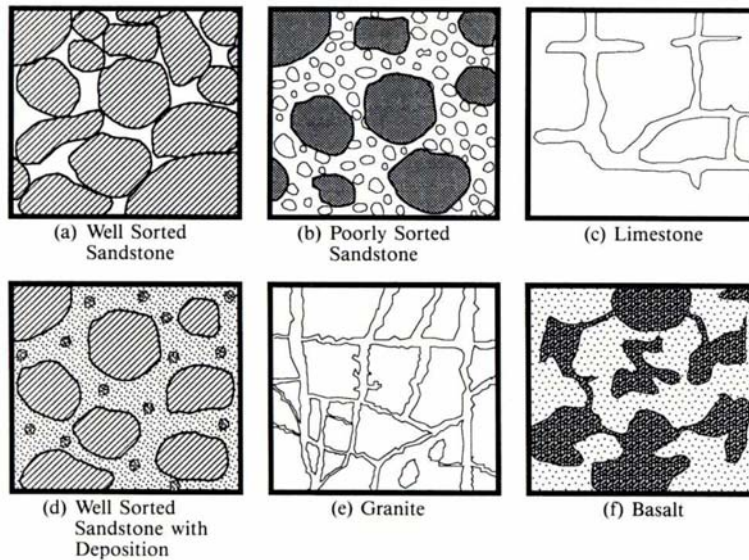 (a) Well Sorted
Sandstone
(b) Poorly Sorted
Sandstone
(c) Limestone
(d) Well Sorted
Sandstone with
Deposition
(e) Granite
(f) Basalt